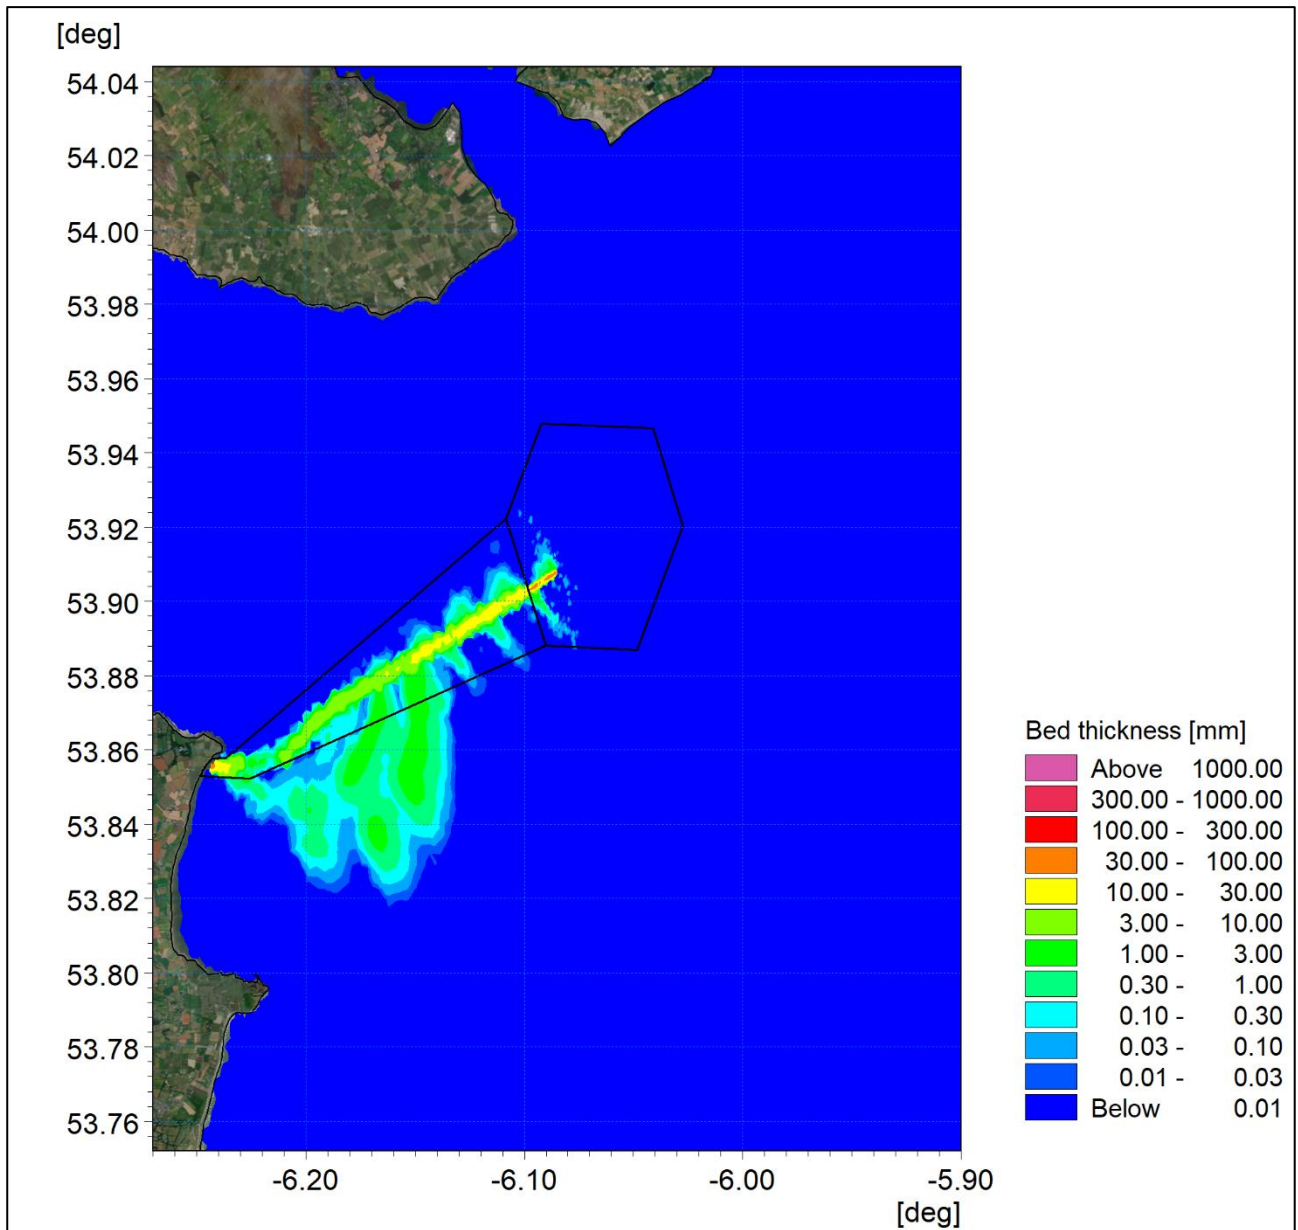 [deg]
54.04
54.02
54.00
53.98
53.96
53.94
53.92
53.90
53.88
53.86
53.84
53.82
53.80
53.78
53.76
-6.20 -6.10 -6.00 -5.90
[deg]
Bed thickness [mm]
Above 1000.00
300.00 - 1000.00
100.00 - 300.00
30.00 - 100.00
10.00 - 30.00
3.00 - 10.00
1.00 - 3.00
0.30 - 1.00
0.10 - 0.30
0.03 - 0.10
0.01 - 0.03
Below 0.01